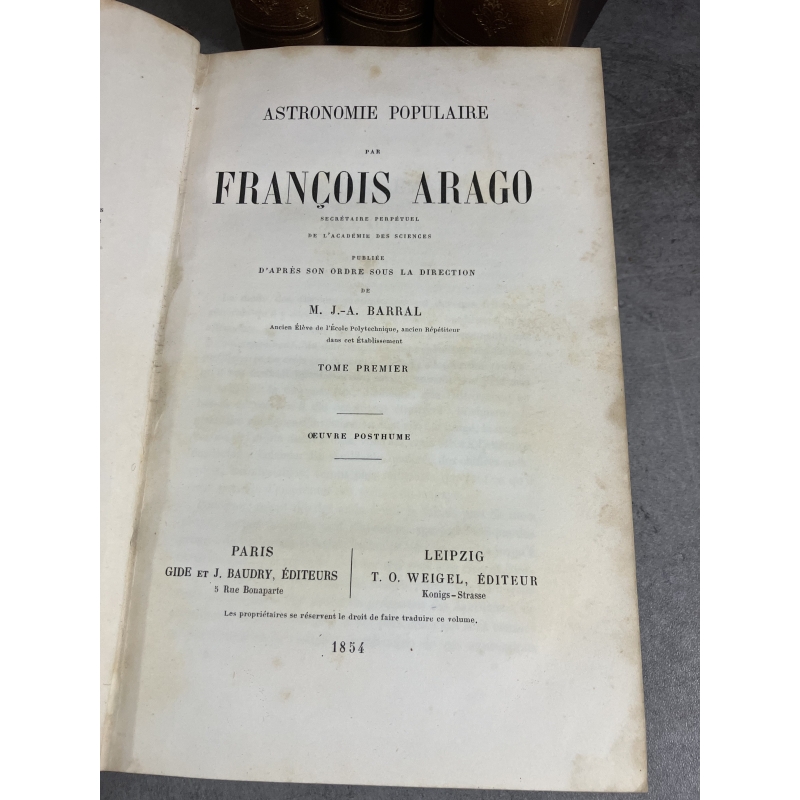 ASTRONOMIE POPULAIRE
PAR
FRANÇOIS ARAGO
SECRÉTAIRE PERPÉTUEL
DE L'ACADÉMIE DES SCIENCES
PUBLIÉE
D'APRÈS SON ORDRE SOUS LA DIRECTION
DE
M. J.-A. BARRAL
Ancien Élève de l'École Polytechnique, ancien Répétiteur
dans cet Établissement
TOME PREMIER
ŒUVRE POSTHUME
PARIS
GIDE ET J. BAUDRY, ÉDITEURS
5 Rue Bonaparte
LEIPZIG
T. O. WEIGEL, ÉDITEUR
Konigs-Strasse
Les propriétaires se réservent le droit de faire traduire ce volume.
1854